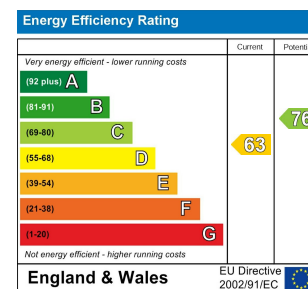 Energy Efficiency Rating
Current Potenti
Very energy efficient - lower running costs
(92 plus) A
(81-91) B
(69-80) C
(55-68) D
(39-54) E
(21-38) F
(1-20) G
63
76
Not energy efficient - higher running costs
England & Wales
EU Directive
2002/91/EC